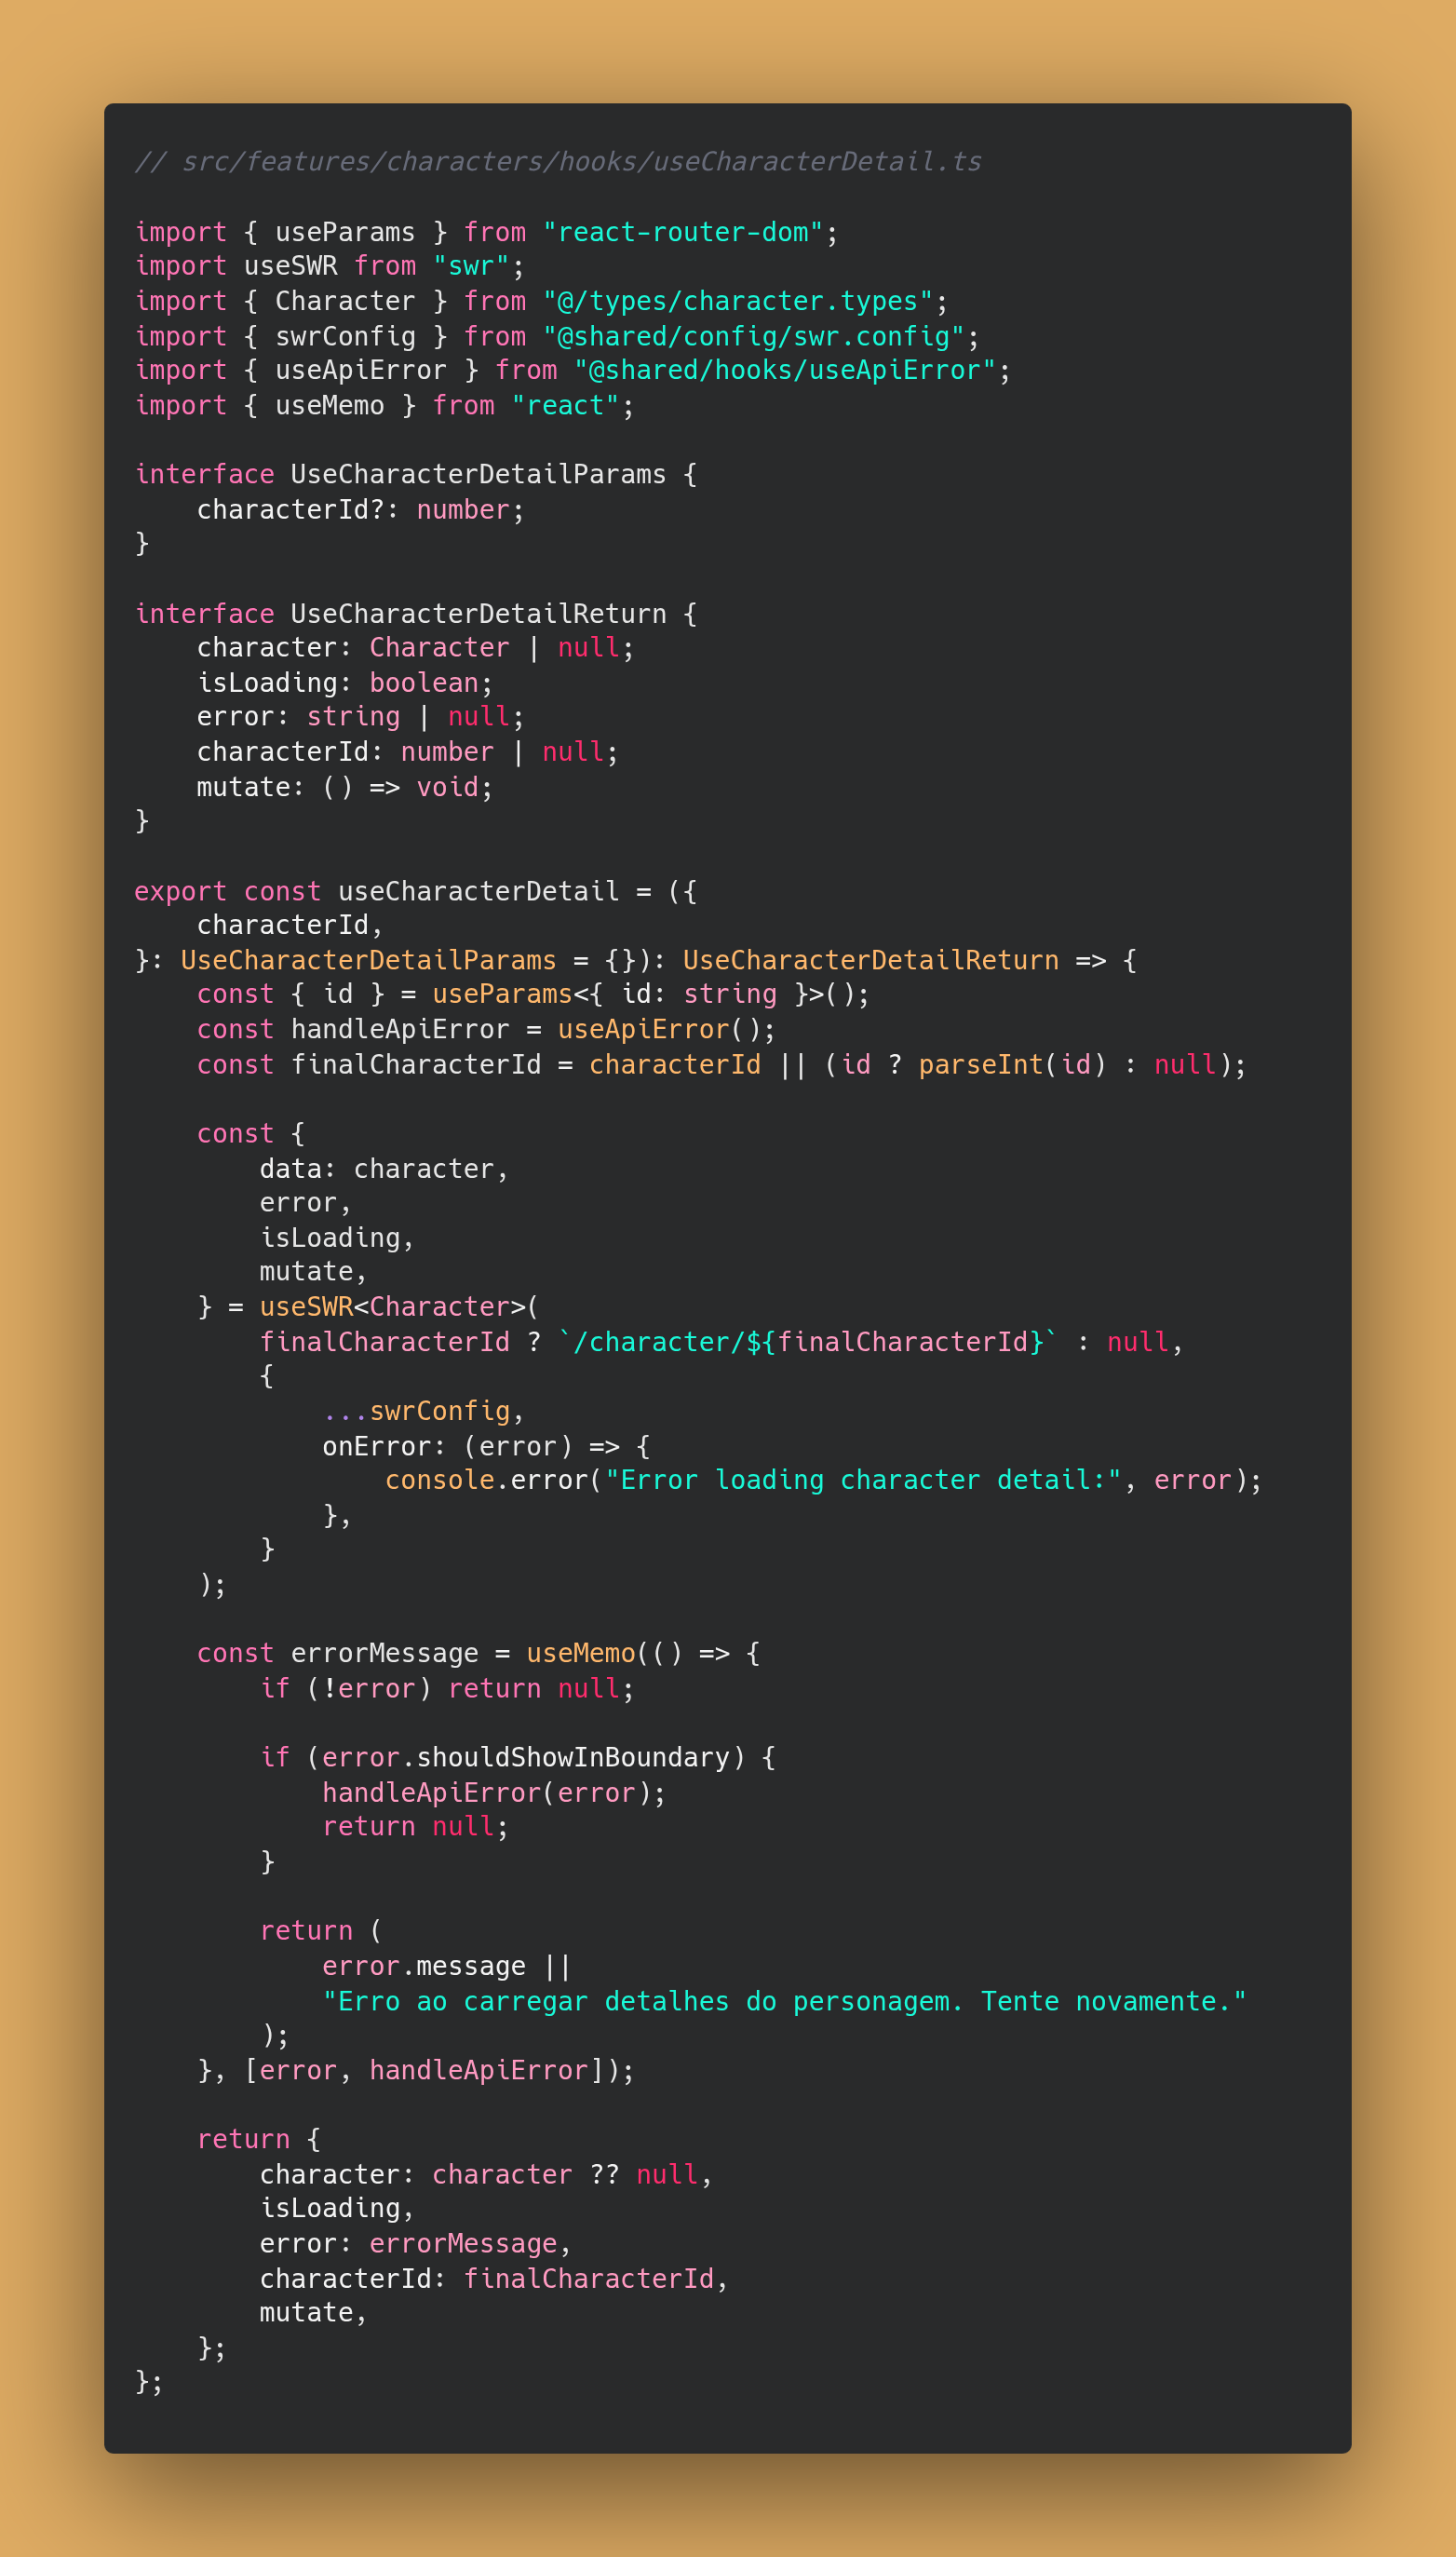 // src/features/characters/hooks/useCharacterDetail.ts

import { useParams } from "react-router-dom";
import useSWR from "swr";
import { Character } from "@/types/character.types";
import { swrConfig } from "@shared/config/swr.config";
import { useApiError } from "@shared/hooks/useApiError";
import { useMemo } from "react";

interface UseCharacterDetailParams {
    characterId?: number;
}

interface UseCharacterDetailReturn {
    character: Character | null;
    isLoading: boolean;
    error: string | null;
    characterId: number | null;
    mutate: () => void;
}

export const useCharacterDetail = ({
    characterId,
}: UseCharacterDetailParams = {}): UseCharacterDetailReturn => {
    const { id } = useParams<{ id: string }>();
    const handleApiError = useApiError();
    const finalCharacterId = characterId || (id ? parseInt(id) : null);

    const {
        data: character,
        error,
        isLoading,
        mutate,
    } = useSWR<Character>(
        finalCharacterId ? `/character/${finalCharacterId}` : null,
        {
            ...swrConfig,
            onError: (error) => {
                console.error("Error loading character detail:", error);
            },
        }
    );

    const errorMessage = useMemo(() => {
        if (!error) return null;

        if (error.shouldShowInBoundary) {
            handleApiError(error);
            return null;
        }

        return (
            error.message ||
            "Erro ao carregar detalhes do personagem. Tente novamente."
        );
    }, [error, handleApiError]);

    return {
        character: character ?? null,
        isLoading,
        error: errorMessage,
        characterId: finalCharacterId,
        mutate,
    };
};